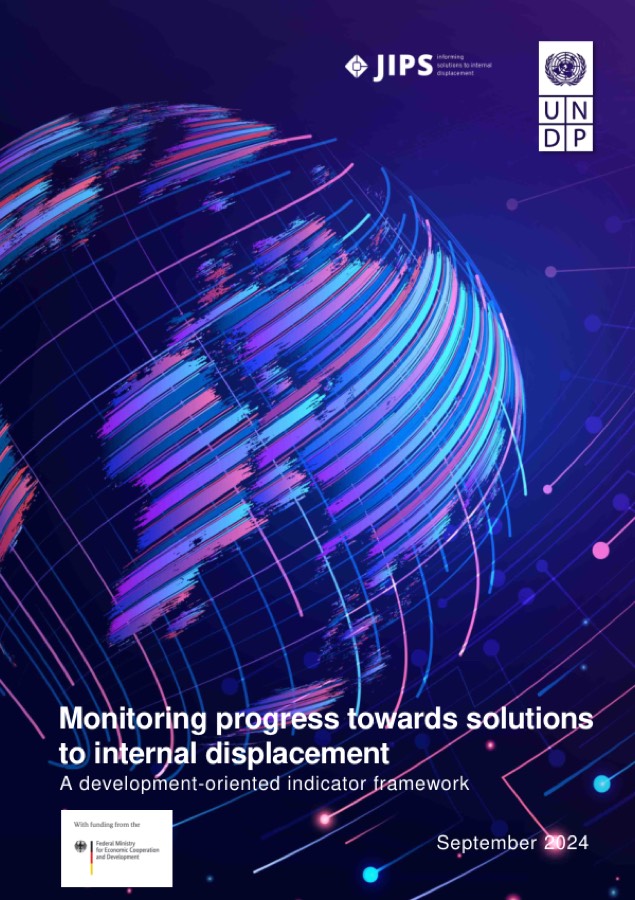 JIPS
informing
solutions to internal
displacement
UN
DP
Monitoring progress towards solutions
to internal displacement
A development-oriented indicator framework
With funding from the
Federal Ministry
for Economic Cooperation
and Development
September 2024